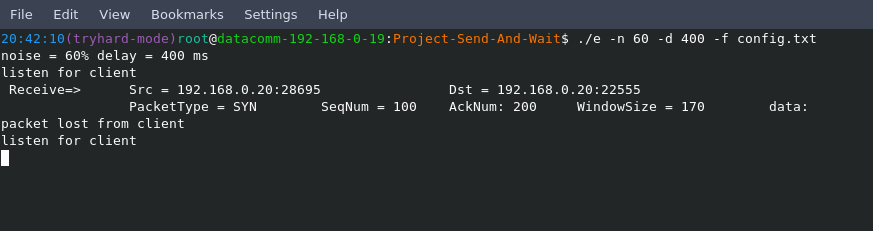 File Edit View Bookmarks Settings Help
20:42:10(tryhard-mode)root@datacomm-192-168-0-19:Project-Send-And-Wait$ ./e -n 60 -d 400 -f config.txt
noise = 60% delay = 400 ms
listen for client
Receive=> Src = 192.168.0.20:28695 Dst = 192.168.0.20:22555
PacketType = SYN SeqNum = 100 AckNum: 200 WindowSize = 170 data:
packet lost from client
listen for client